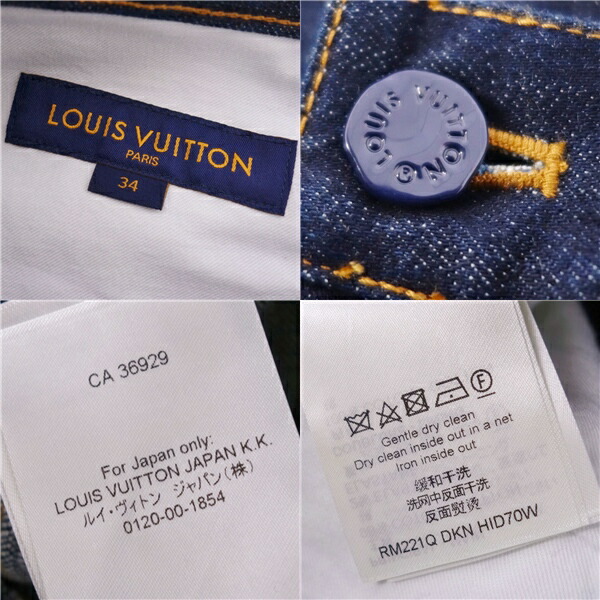 LOUIS VUITTON
PARIS
34
LOUIS VUITTON
CA 36929
For Japan only:
LOUIS VUITTON JAPAN K.K.
ルイ・ヴィトン ジャパン(株)
0120-00-1854
Gentle dry clean
Dry clean inside out in a net
Iron inside out
缓和干洗
洗网中反面干洗
反面熨烫
RM221Q DKN HID70W